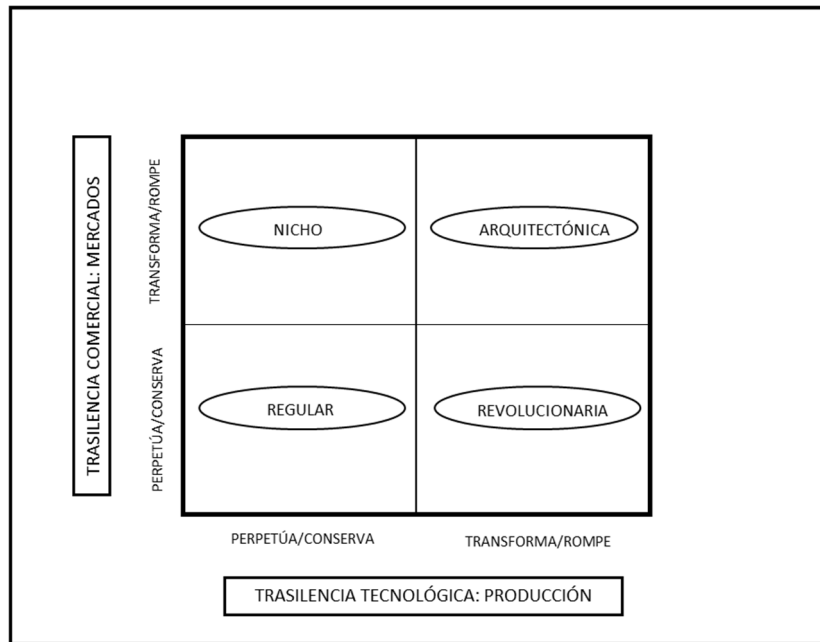 TRASILENCIA COMERCIAL: MERCADOS
TRANSFORMA/ROMPE
PERPETÚA/CONSERVA
NICHO
ARQUITECTÓNICA
REGULAR
REVOLUCIONARIA
PERPETÚA/CONSERVA
TRANSFORMA/ROMPE
TRASILENCIA TECNOLÓGICA: PRODUCCIÓN